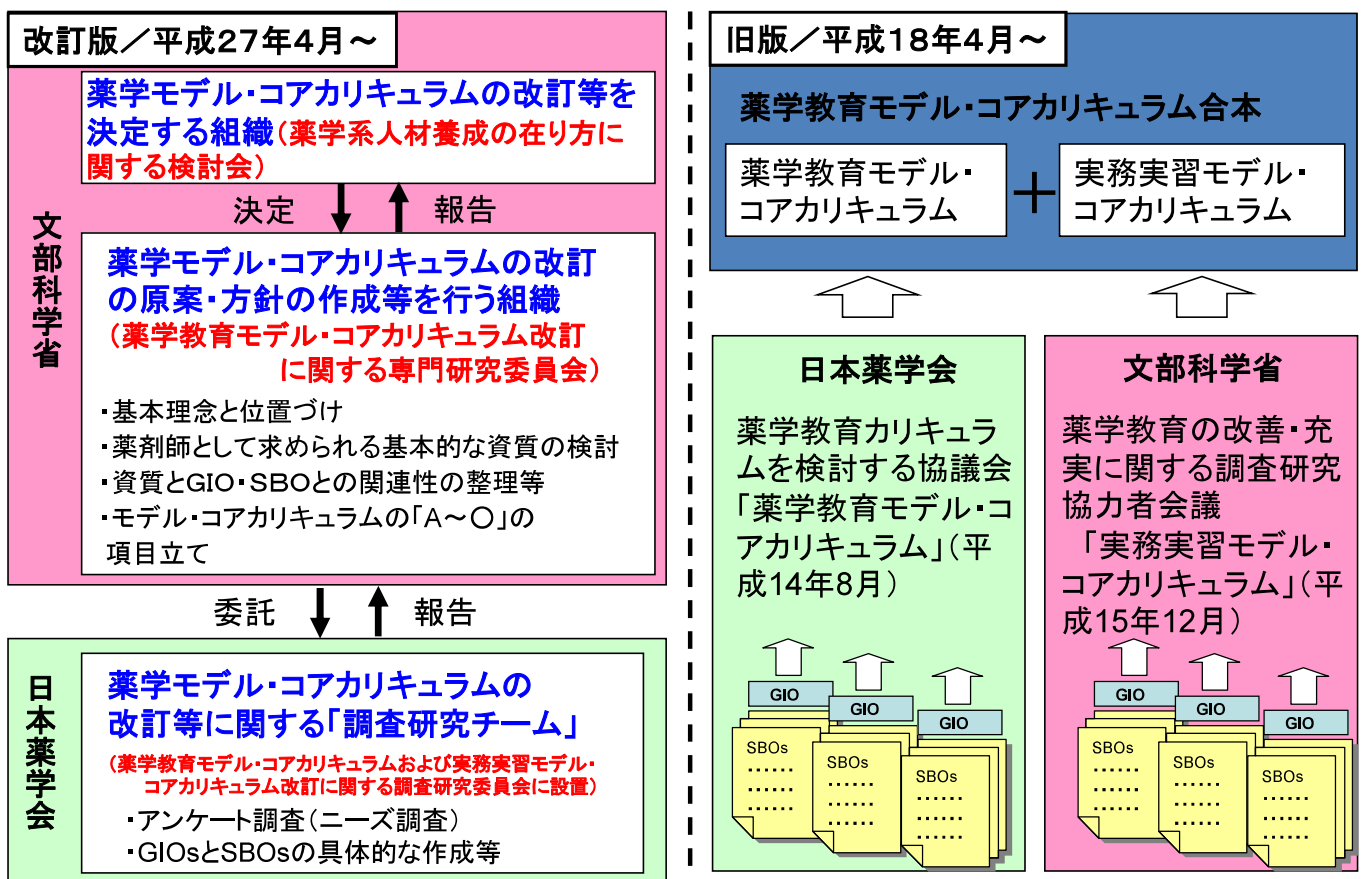 改訂版／平成27年4月～
薬学モデル・コアカリキュラムの改訂等を
決定する組織(薬学系人材養成の在り方に
関する検討会)
決定
報告
文部科学省
薬学モデル・コアカリキュラムの改訂
の原案・方針の作成等を行う組織
(薬学教育モデル・コアカリキュラム改訂
に関する専門研究委員会)
・基本理念と位置づけ
・薬剤師として求められる基本的な資質の検討
・資質とGIO・SBOとの関連性の整理等
・モデル・コアカリキュラムの「A～○」の
項目立て
委託
報告
日本薬学会
薬学モデル・コアカリキュラムの
改訂等に関する「調査研究チーム」
(薬学教育モデル・コアカリキュラムおよび実務実習モデル・
コアカリキュラム改訂に関する調査研究委員会に設置)
・アンケート調査(ニーズ調査)
・GIOsとSBOsの具体的な作成等
旧版／平成18年4月～
薬学教育モデル・コアカリキュラム合本
薬学教育モデル・
コアカリキュラム
＋
実務実習モデル・
コアカリキュラム
日本薬学会
薬学教育カリキュラ
ムを検討する協議会
「薬学教育モデル・コ
アカリキュラム」(平
成14年8月)
GIO
GIO
GIO
SBOs
……
……
SBOs
……
……
SBOs
……
……
文部科学省
薬学教育の改善・充
実に関する調査研究
協力者会議
「実務実習モデル・
コアカリキュラム」(平
成15年12月)
GIO
GIO
GIO
SBOs
……
……
SBOs
……
……
SBOs
……
……